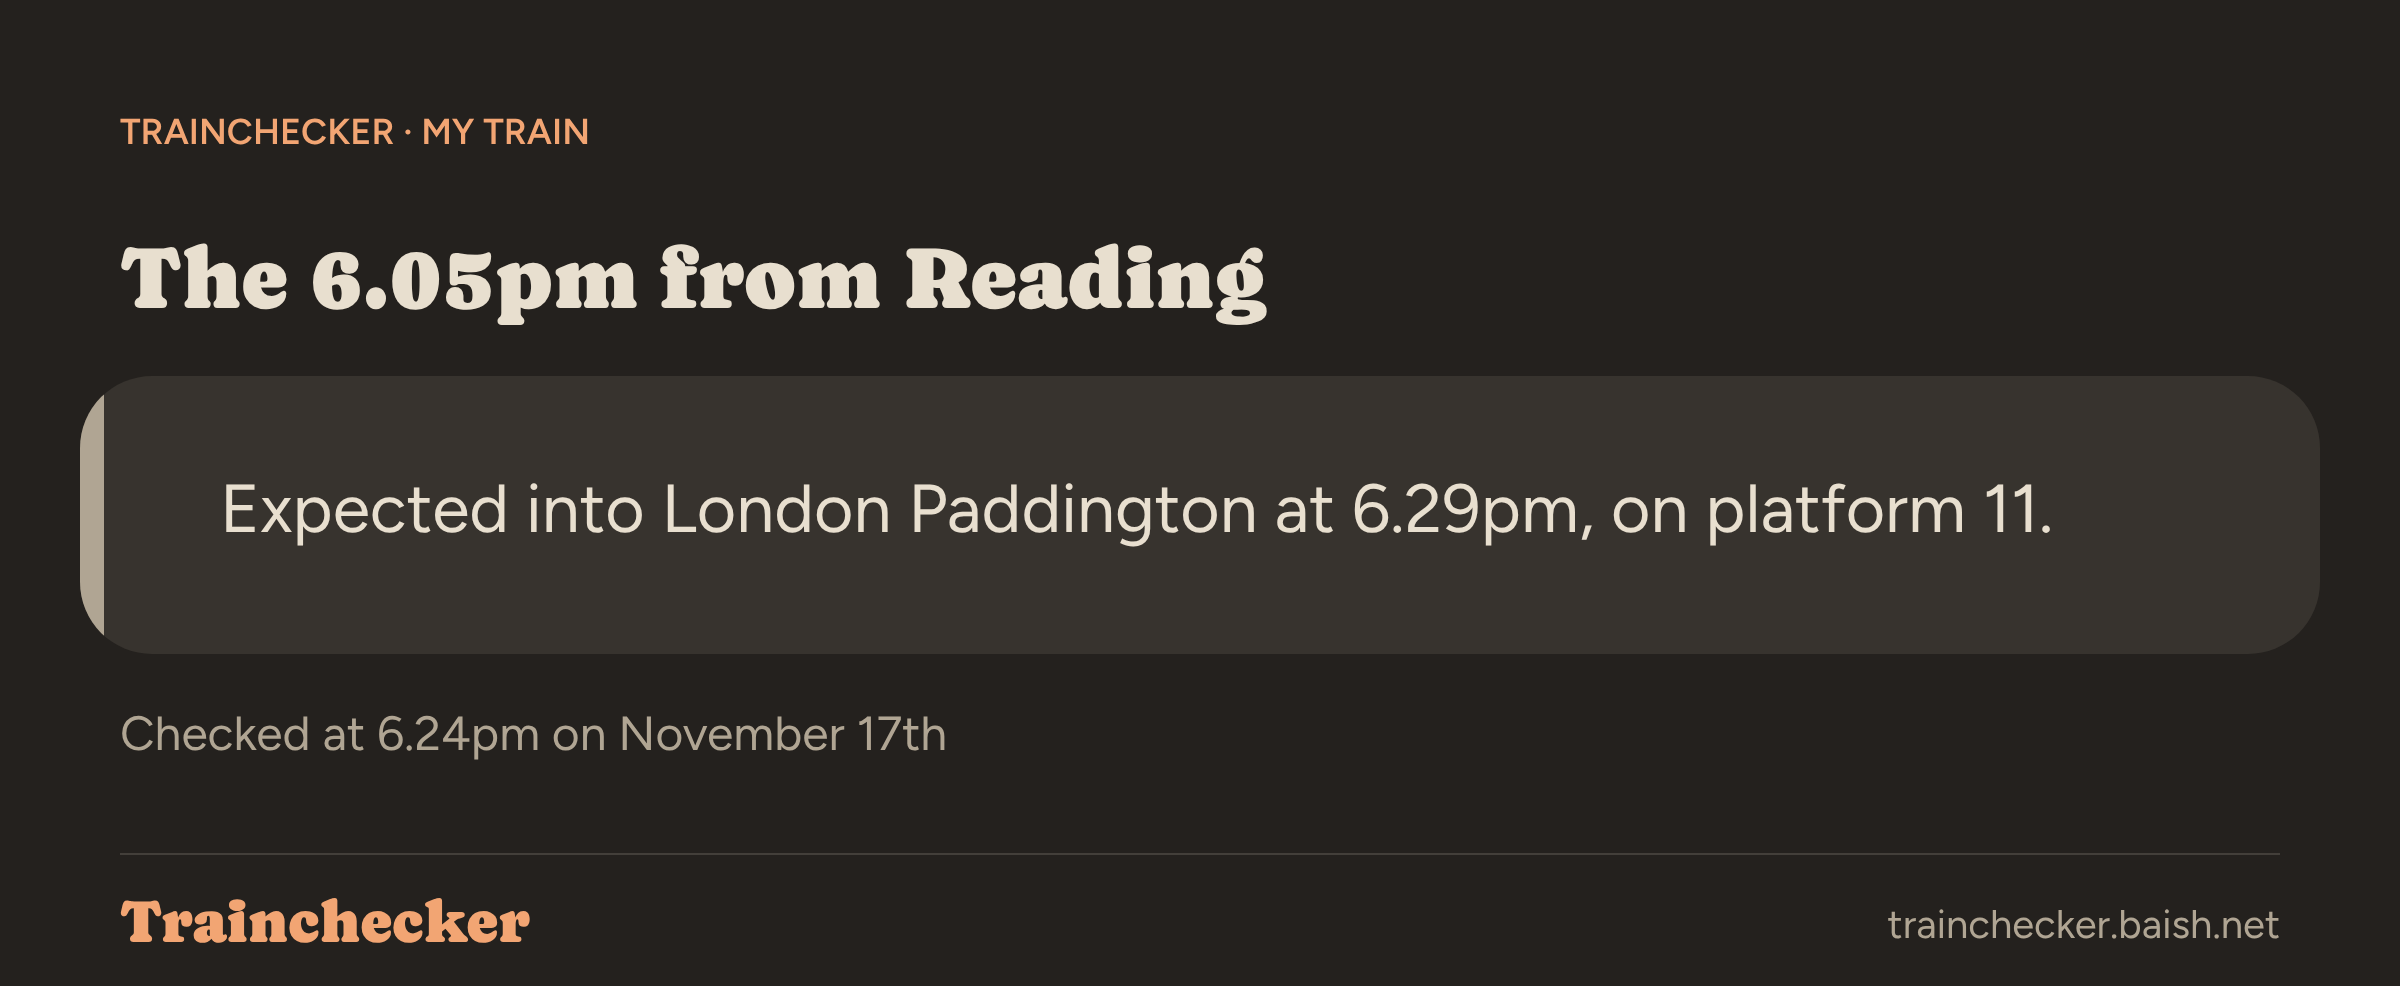 TRAINCHECKER · MY TRAIN
The 6.05pm from Reading
Expected into London Paddington at 6.29pm, on platform 11.
Checked at 6.24pm on November 17th
Trainchecker
trainchecker.baish.net